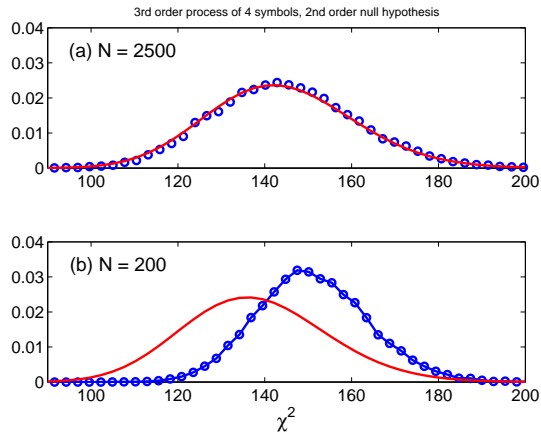 3rd order process of 4 symbols, 2nd order null hypothesis
0.04
(a) N = 2500
0.03
0.02
0.01
0
100 120 140 160 180 200
0.04
(b) N = 200
0.03
0.02
0.01
0
100 120 140 160 180 200
χ²